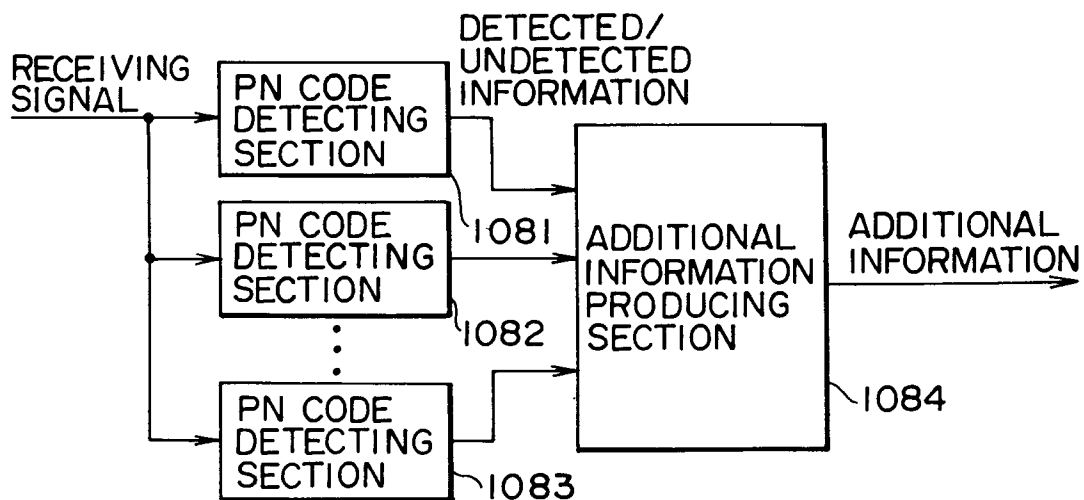 RECEIVING
SIGNAL
PN CODE
DETECTING
SECTION
1081
DETECTED/
UNDETECTED
INFORMATION
PN CODE
DETECTING
SECTION
1082
PN CODE
DETECTING
SECTION
1083
ADDITIONAL
INFORMATION
PRODUCING
SECTION
1084
ADDITIONAL
INFORMATION